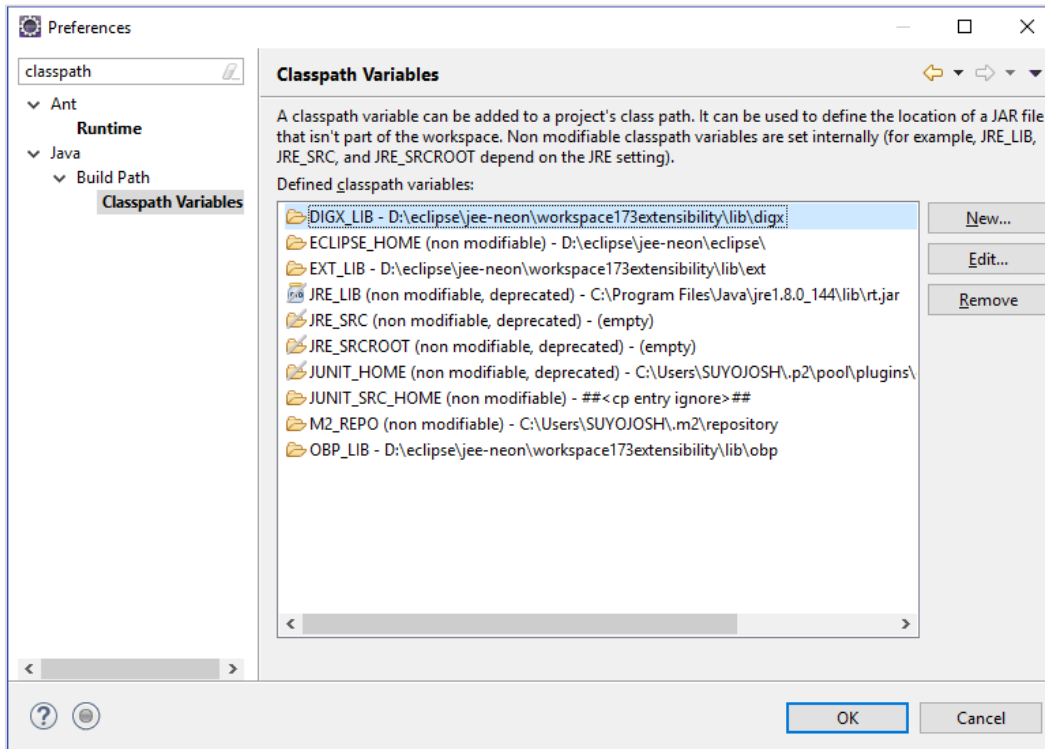 Preferences
classpath
Ant
Runtime
Java
Build Path
Classpath Variables
Classpath Variables
A classpath variable can be added to a project's class path. It can be used to define the location of a JAR file
that isn't part of the workspace. Non modifiable classpath variables are set internally (for example, JRE_LIB,
JRE_SRC, and JRE_SRCROOT depend on the JRE setting).
Defined classpath variables:
DIGX_LIB - D:\eclipse\jee-neon\workspace173extensibility\lib\digx
ECLIPSE_HOME (non modifiable) - D:\eclipse\jee-neon\eclipse\
EXT_LIB - D:\eclipse\jee-neon\workspace173extensibility\lib\ext
JRE_LIB (non modifiable, deprecated) - C:\Program Files\Java\jre1.8.0_144\lib\rt.jar
JRE_SRC (non modifiable, deprecated) - (empty)
JRE_SRCROOT (non modifiable, deprecated) - (empty)
JUNIT_HOME (non modifiable, deprecated) - C:\Users\SUYOJOSH\.p2\pool\plugins\
JUNIT_SRC_HOME (non modifiable) - ##<cp entry ignore>##
M2_REPO (non modifiable) - C:\Users\SUYOJOSH\.m2\repository
OBP_LIB - D:\eclipse\jee-neon\workspace173extensibility\lib\obp
New...
Edit...
Remove
OK
Cancel